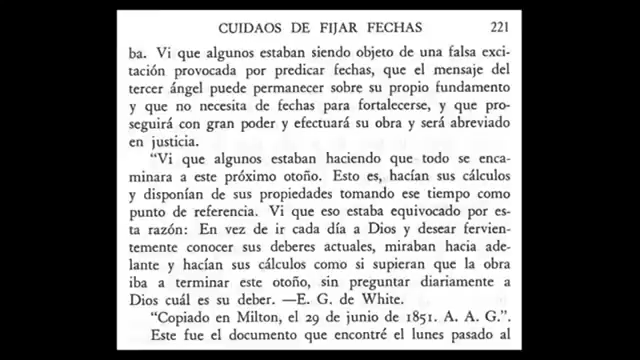 CUIDAOS DE FIJAR FECHAS 221
ba. Vi que algunos estaban siendo objeto de una falsa exci-
tación provocada por predicar fechas, que el mensaje del
tercer ángel puede permanecer sobre su propio fundamento
y que no necesita de fechas para fortalecerse, y que pro-
seguirá con gran poder y efectuará su obra y será abreviado
en justicia.
“Vi que algunos estaban haciendo que todo se enca-
minara a este próximo otoño. Esto es, hacían sus cálculos
y disponían de sus propiedades tomando ese tiempo como
punto de referencia. Vi que eso estaba equivocado por es-
ta razón: En vez de ir cada día a Dios y desear fervien-
temente conocer sus deberes actuales, miraban hacia ade-
lante y hacían sus cálculos como si supieran que la obra
iba a terminar este otoño, sin preguntar diariamente a
Dios cuál es su deber. —E. G. de White.
“Copiado en Milton, el 29 de junio de 1851. A. A. G.”.
Este fue el documento que encontré el lunes pasado al